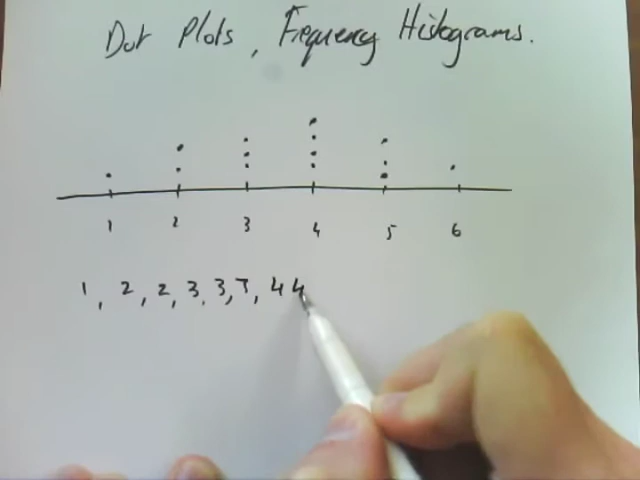 Dot Plots, Frequency Histograms.
1 2 3 4 5 6
1, 2, 2, 3, 3, 3, 4 4